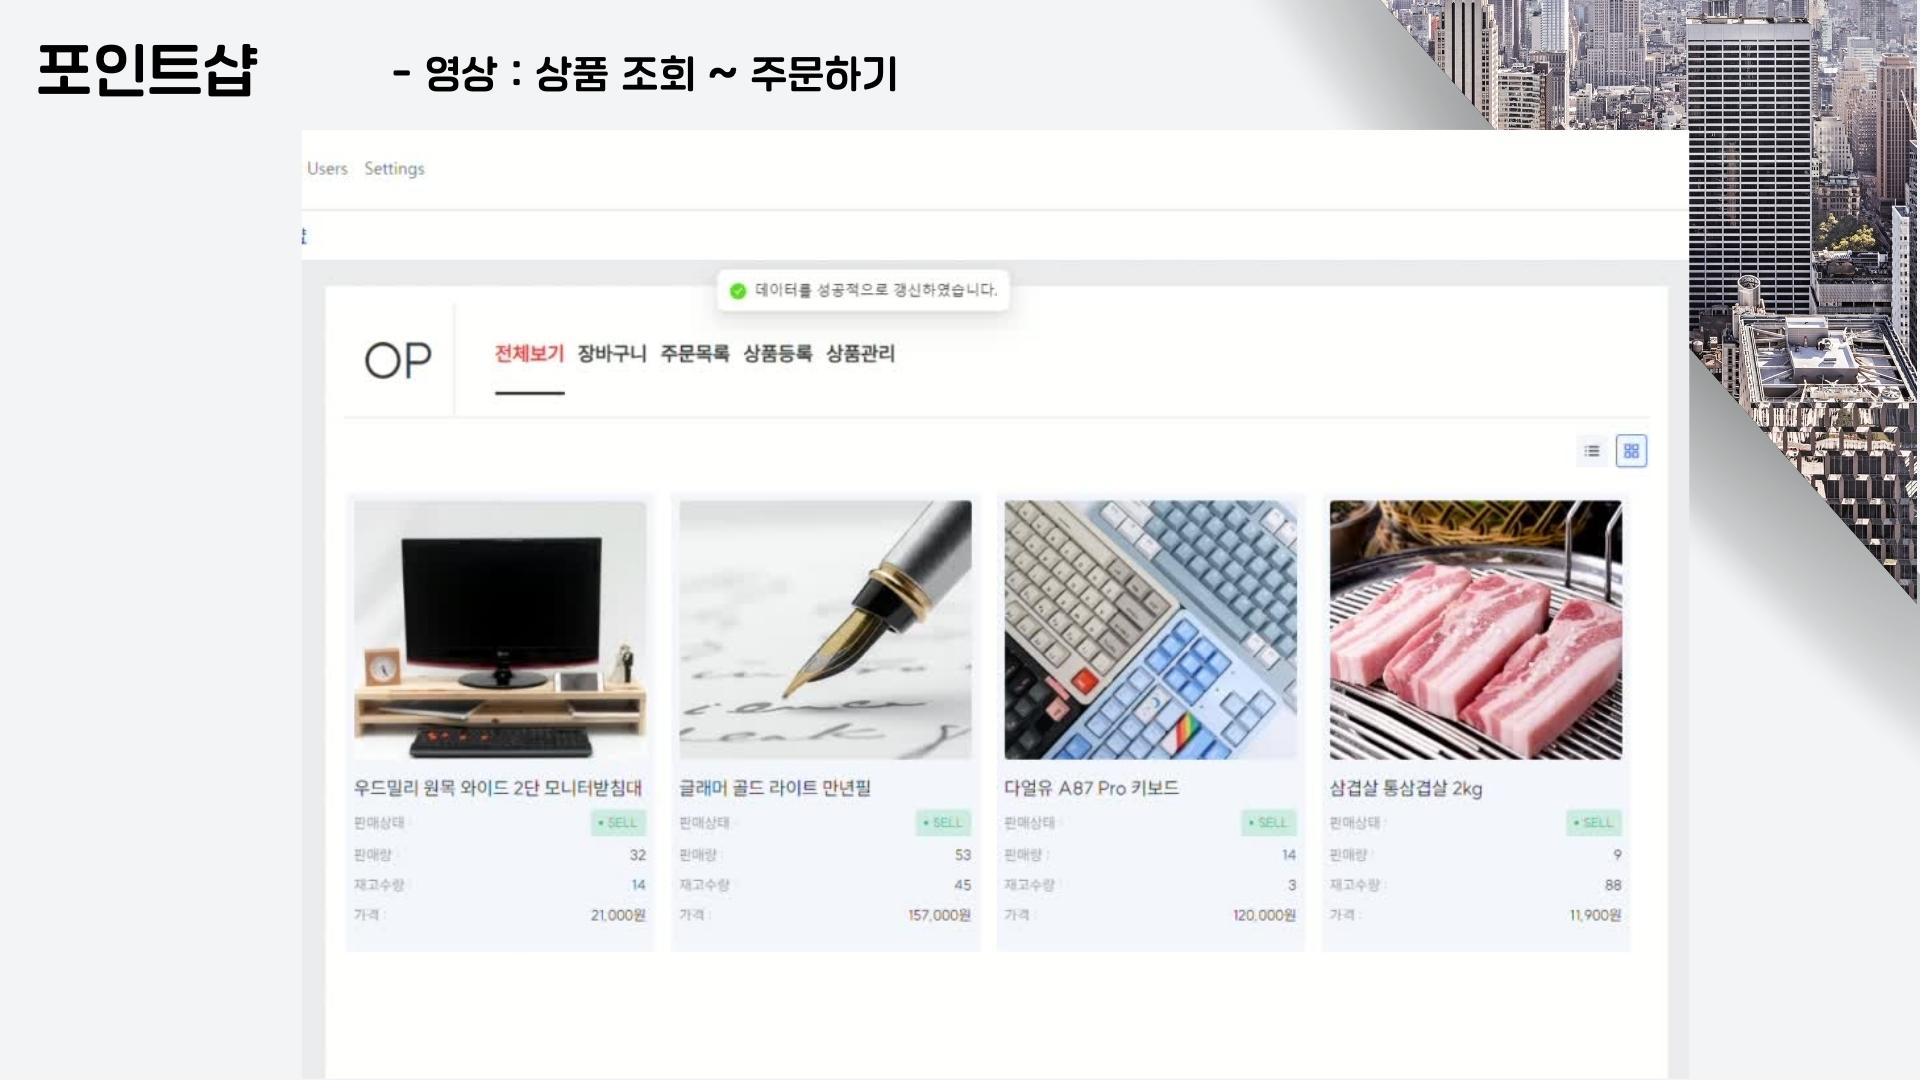 포인트샵
- 영상 : 상품 조회 ~ 주문하기
Users Settings
데이터를 성공적으로 갱신하였습니다.
OP
전체보기 장바구니 주문목록 상품등록 상품관리
우드밀리 원목 와이드 2단 모니터받침대
판매상태 :
• SELL
판매량 :
32
재고수량 :
14
가격 :
21,000원
글래머 골드 라이트 만년필
판매상태 :
• SELL
판매량 :
53
재고수량 :
45
가격 :
157,000원
다얼유 A87 Pro 키보드
판매상태 :
• SELL
판매량 :
14
재고수량 :
3
가격 :
120,000원
삼겹살 통삼겹살 2kg
판매상태 :
• SELL
판매량 :
9
재고수량 :
88
가격 :
11,900원